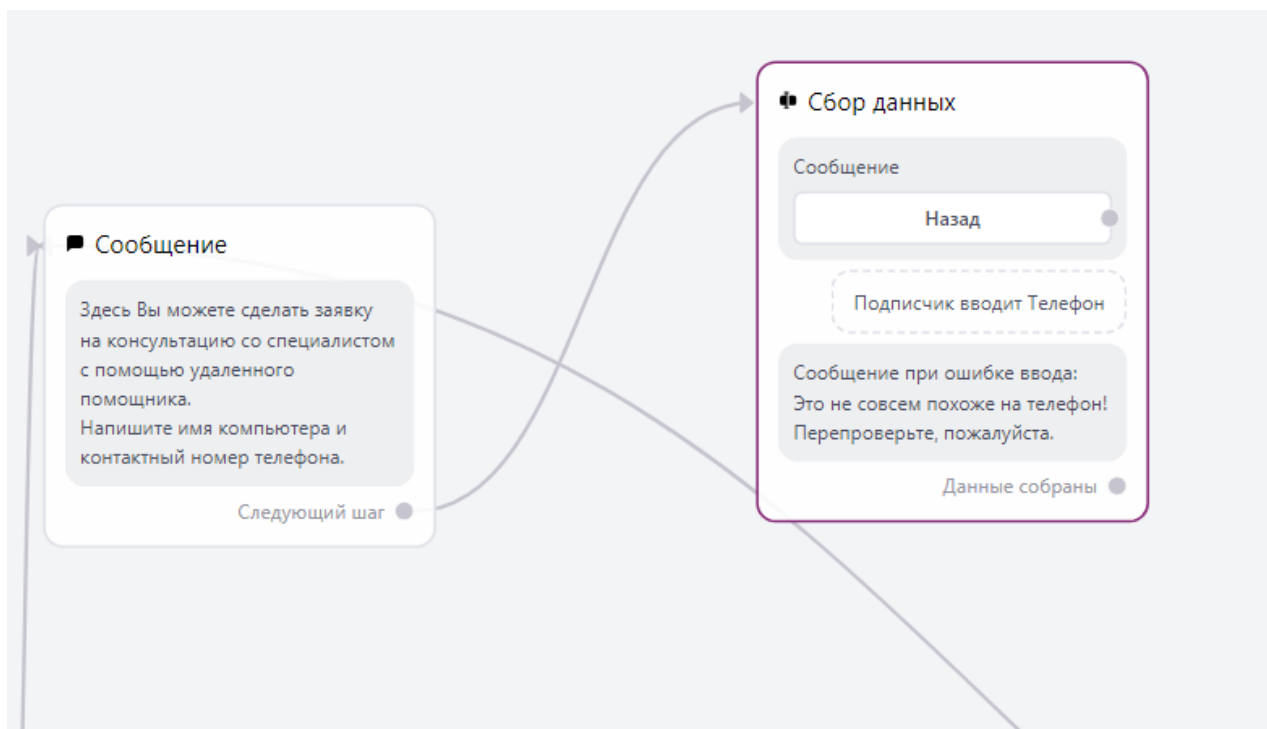 Сообщение
Здесь Вы можете сделать заявку
на консультацию со специалистом
с помощью удаленного
помощника.
Напишите имя компьютера и
контактный номер телефона.
Следующий шаг
Сбор данных
Сообщение
Назад
Подписчик вводит Телефон
Сообщение при ошибке ввода:
Это не совсем похоже на телефон!
Перепроверьте, пожалуйста.
Данные собраны